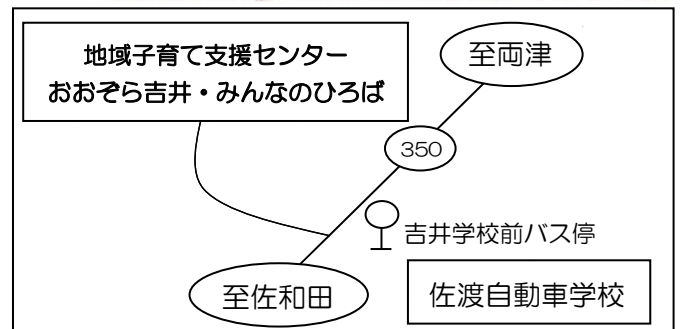 地域子育て支援センター
おおぞら吉井・みんなのひろば
至両津
350
吉井学校前バス停
至佐和田
佐渡自動車学校